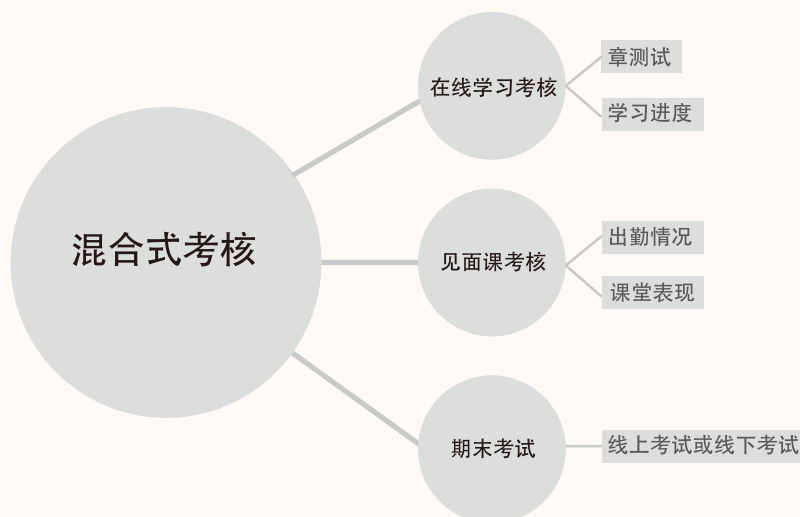 混合式考核
在线学习考核
章测试
学习进度
见面课考核
出勤情况
课堂表现
期末考试
线上考试或线下考试